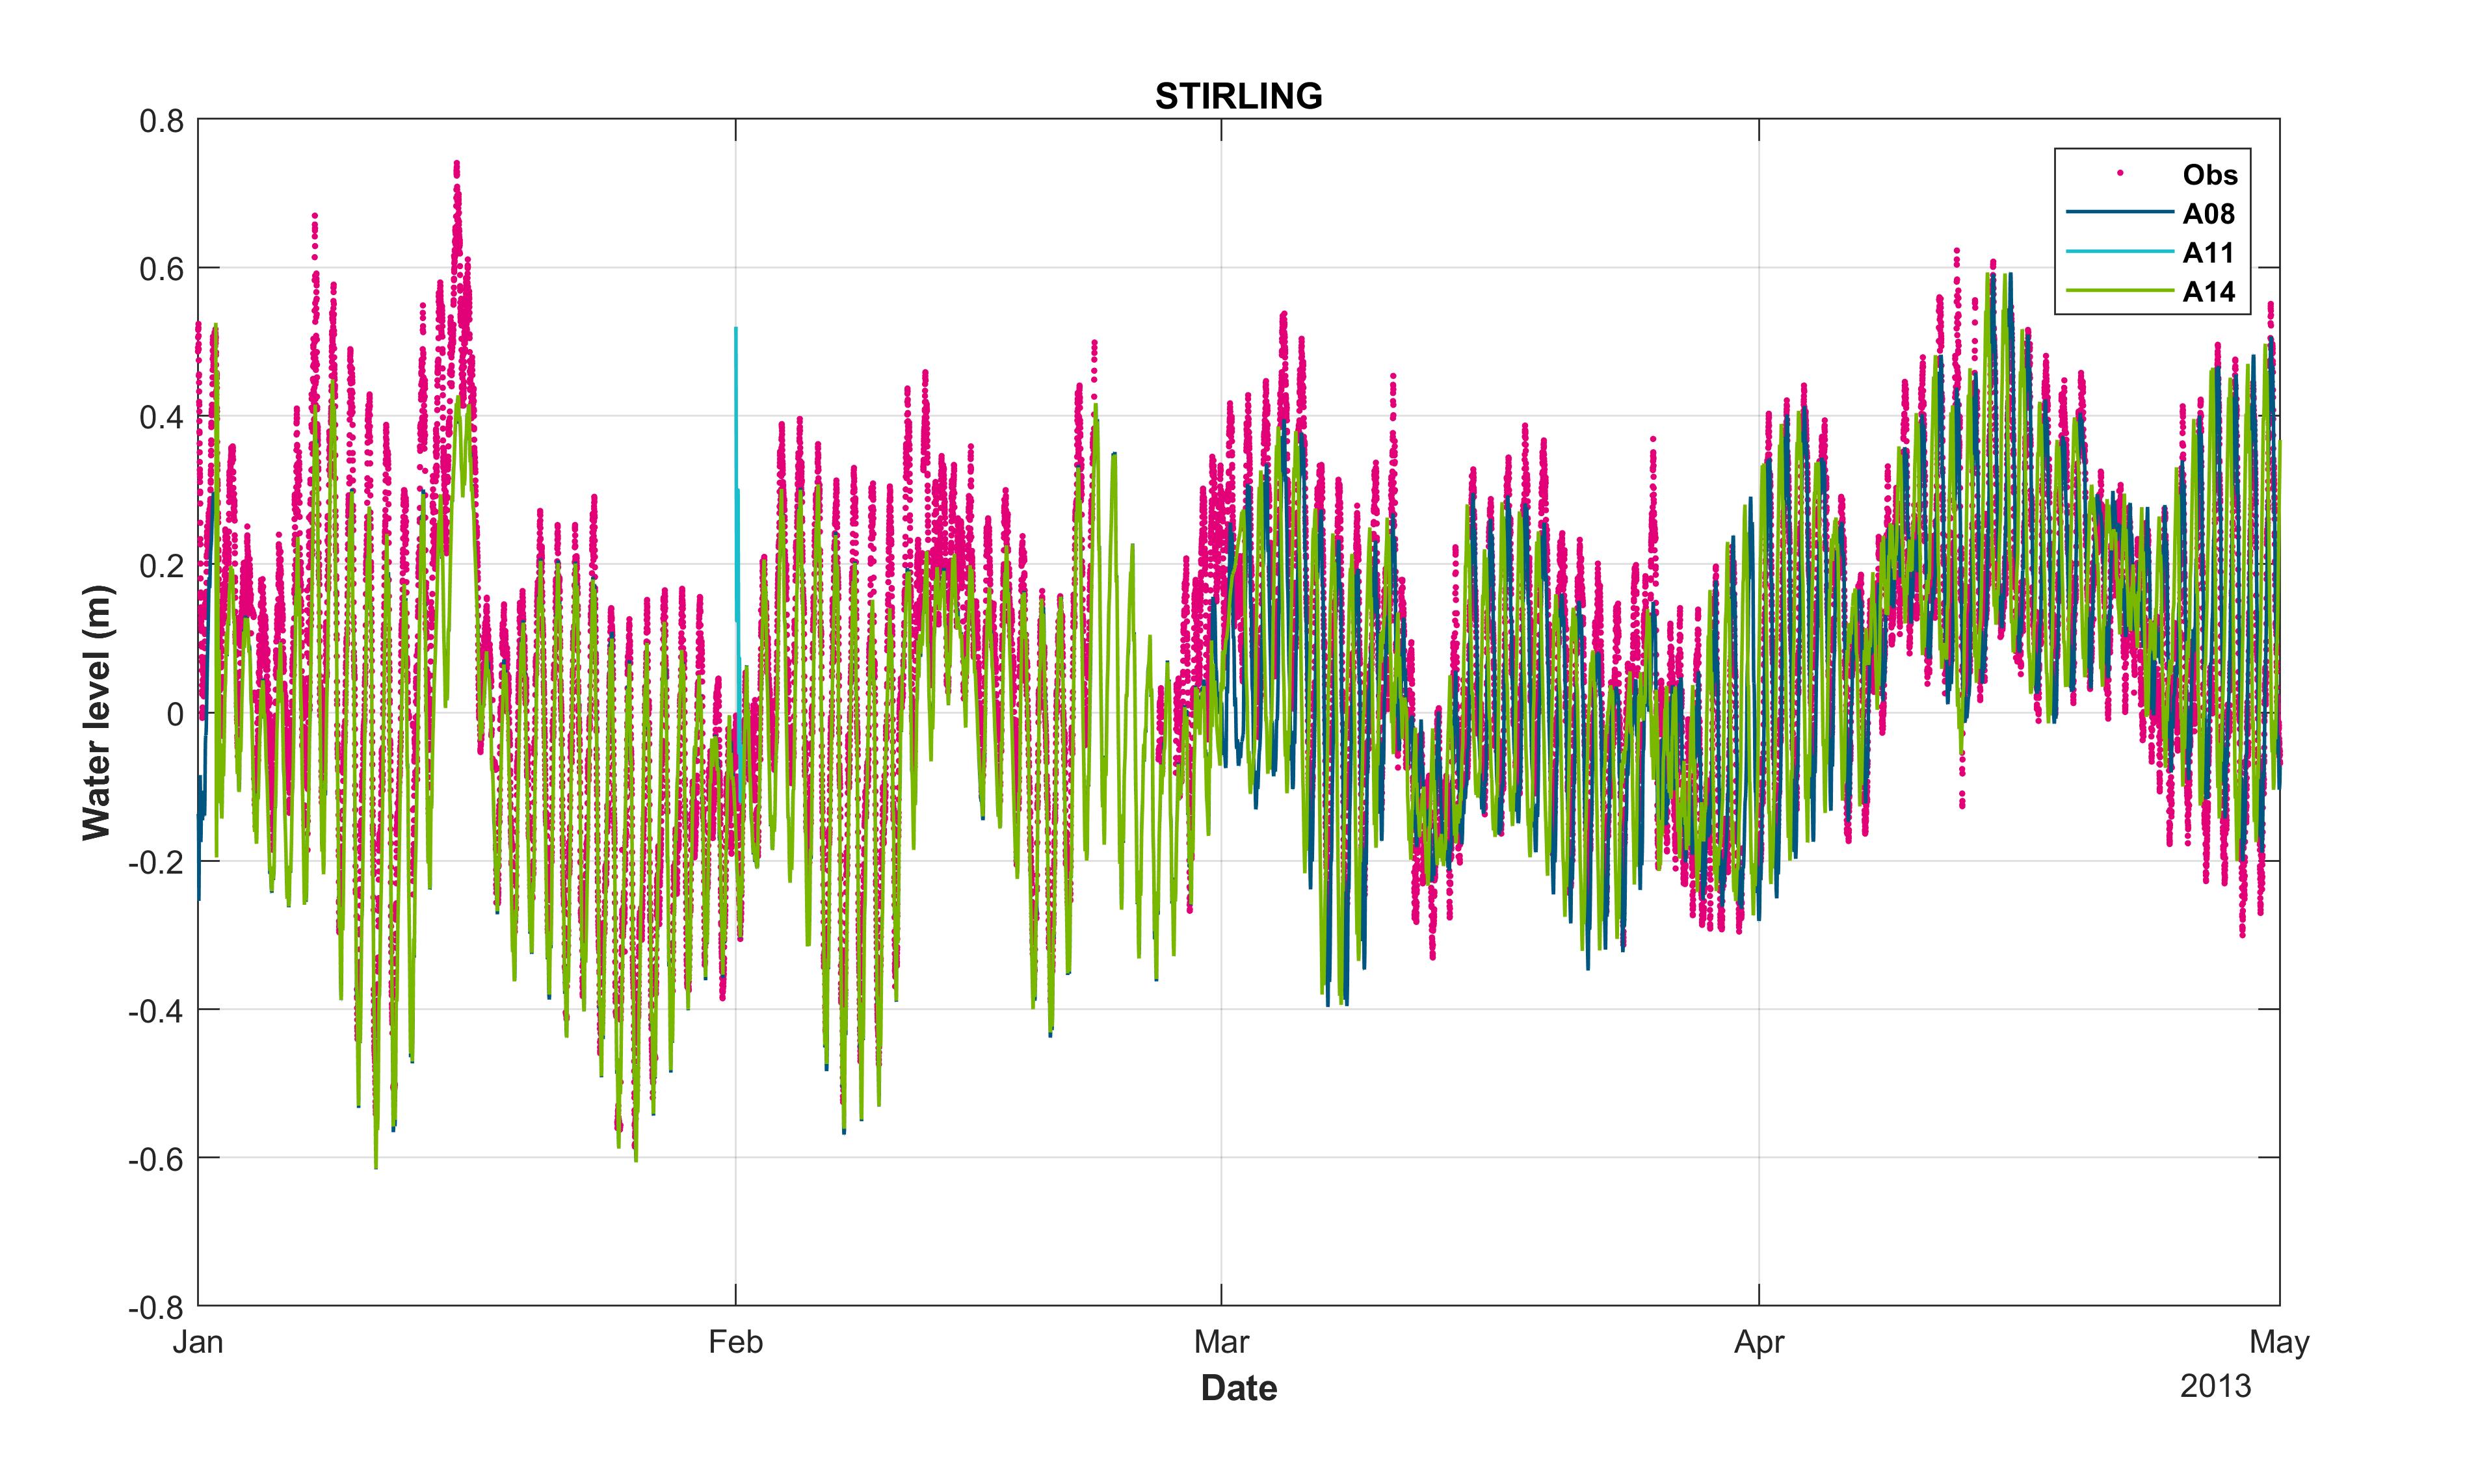 STIRLING
0.8
0.6
0.4
0.2
0
-0.2
-0.4
-0.6
-0.8
Water level (m)
Obs
A08
A11
A14
Jan Feb Mar Apr May
Date
2013